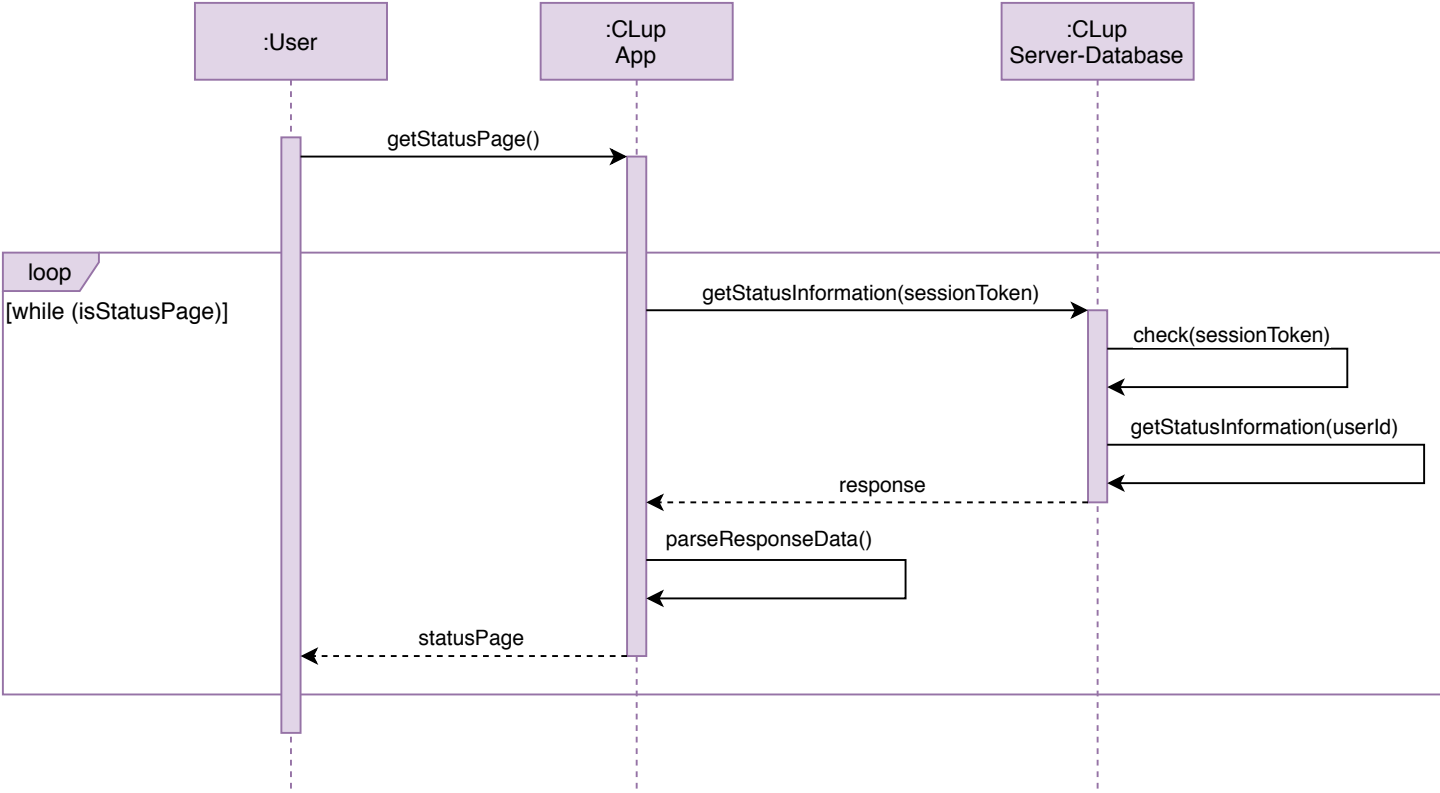 :User
:CLup
App
:CLup
Server-Database
getStatusPage()
loop
[while (isStatusPage)]
getStatusInformation(sessionToken)
check(sessionToken)
getStatusInformation(userId)
response
parseResponseData()
statusPage